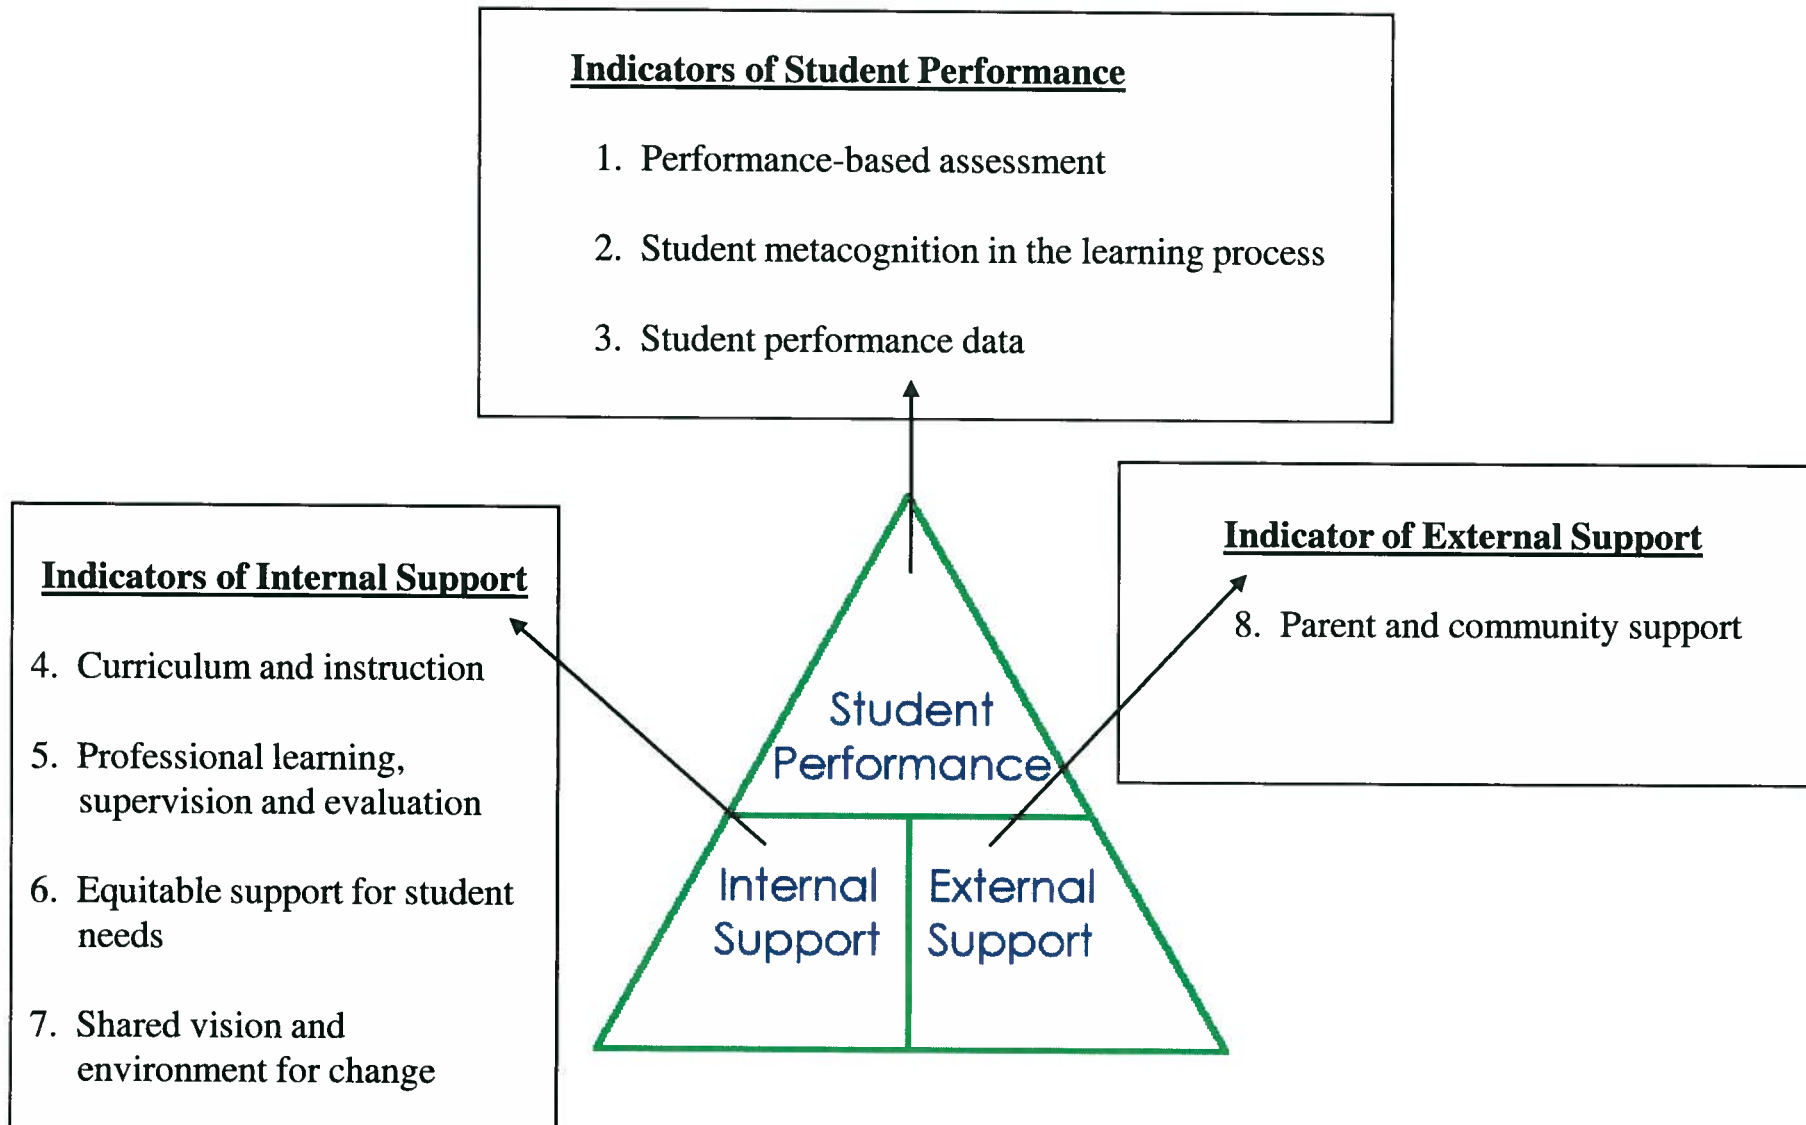 Indicators of Student Performance
1. Performance-based assessment
2. Student metacognition in the learning process
3. Student performance data
Indicators of Internal Support
4. Curriculum and instruction
5. Professional learning,
supervision and evaluation
6. Equitable support for student
needs
7. Shared vision and
environment for change
Indicator of External Support
8. Parent and community support
Student
Performance
Internal
Support
External
Support